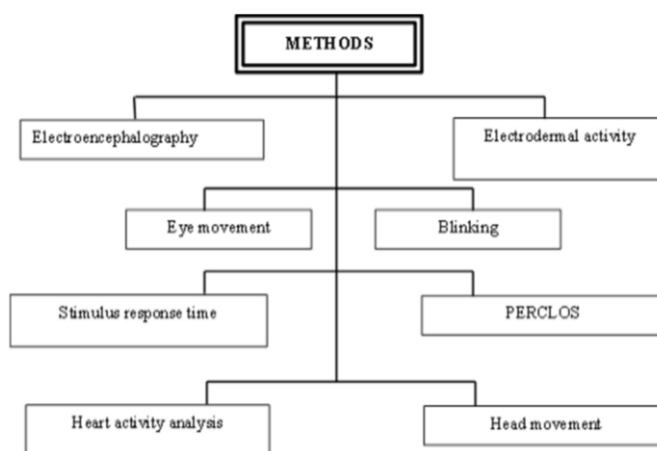 METHODS
Electroencephalography
Electrodermal activity
Eye movement
Blinking
Stimulus response time
PERCLOS
Heart activity analysis
Head movement